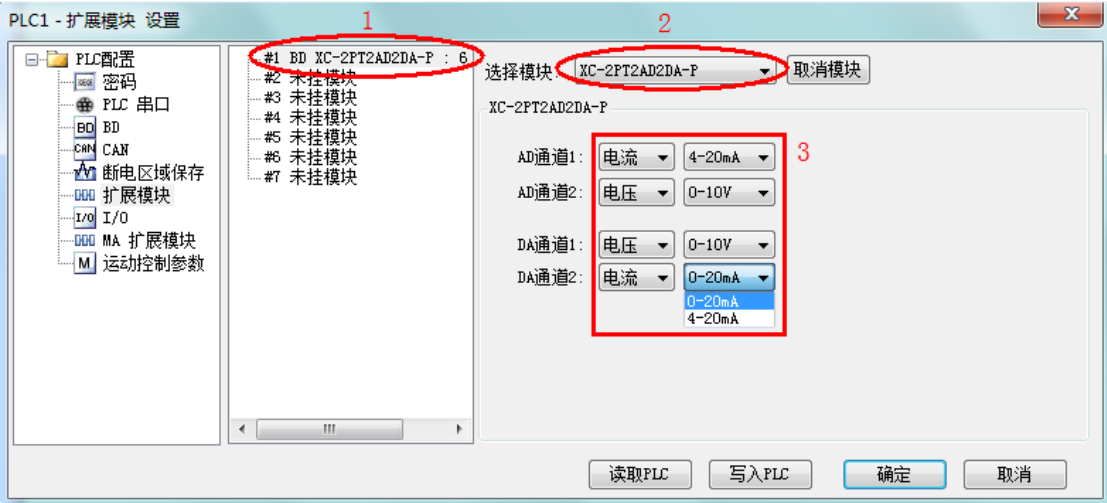 PLC1 - 扩展模块 设置
1
2
PLC配置
密码
PLC 串口
BD BD
CAN CAN
断电区域保存
扩展模块
I/O I/O
MA 扩展模块
M 运动控制参数
#1 BD XC-2PT2AD2DA-P : 6
#2 未挂模块
#3 未挂模块
#4 未挂模块
#5 未挂模块
#6 未挂模块
#7 未挂模块
选择模块: XC-2PT2AD2DA-P 取消模块
XC-2PT2AD2DA-P
3
AD通道1: 电流 4-20mA
AD通道2: 电压 0-10V
DA通道1: 电压 0-10V
DA通道2: 电流 0-20mA
0-20mA
4-20mA
读取PLC 写入PLC 确定 取消